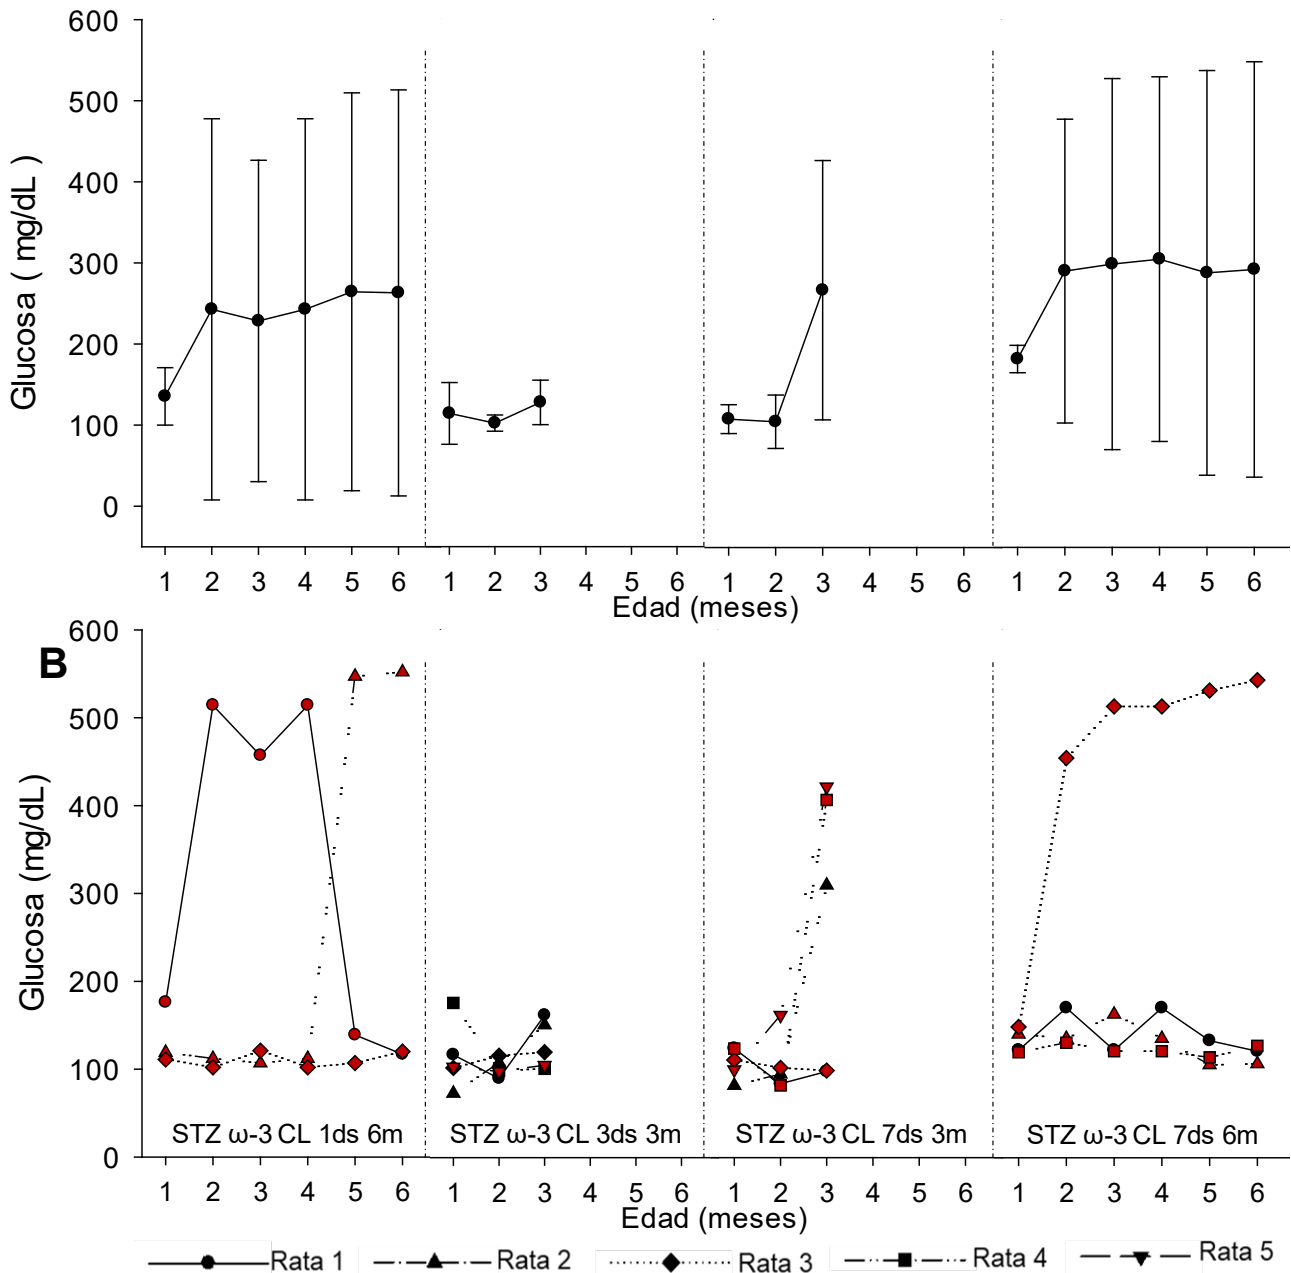 600
500
400
300
200
100
0
Glucosa ( mg/dL )
1 2 3 4 5 6 1 2 3 4 5 6 1 2 3 4 5 6 1 2 3 4 5 6
Edad (meses)
B
600
500
400
300
200
100
0
Glucosa (mg/dL)
STZ ω-3 CL 1ds 6m STZ ω-3 CL 3ds 3m STZ ω-3 CL 7ds 3m STZ ω-3 CL 7ds 6m
1 2 3 4 5 6 1 2 3 4 5 6 1 2 3 4 5 6 1 2 3 4 5 6
Edad (meses)
Rata 1 Rata 2 Rata 3 Rata 4 Rata 5